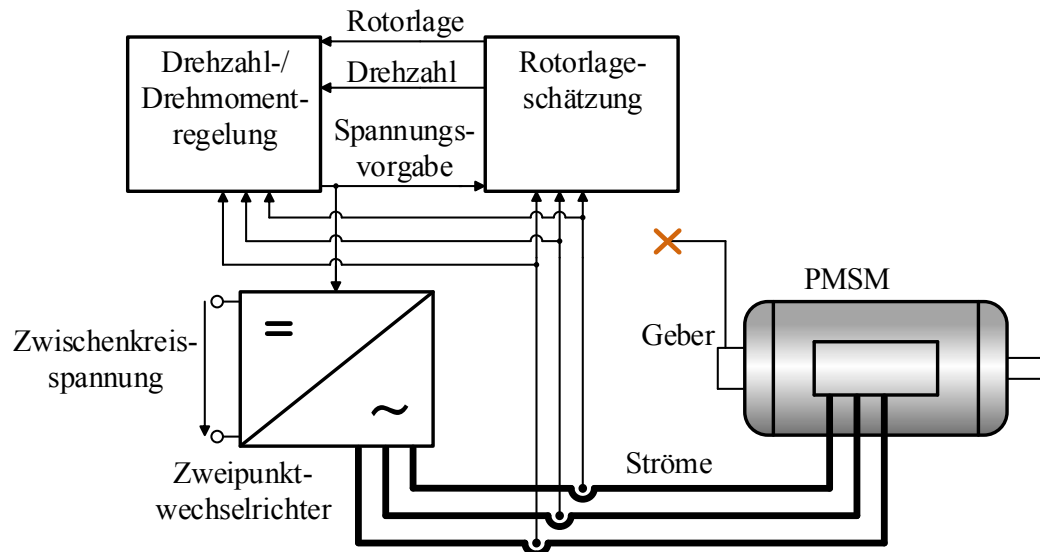 Rotorlage
Drehzahl-/
Drehmoment-
regelung
Drehzahl
Rotorlage-
schätzung
Spannungs-
vorgabe
PMSM
Geber
Zwischenkreis-
spannung
=
~
Ströme
Zweipunkt-
wechselrichter